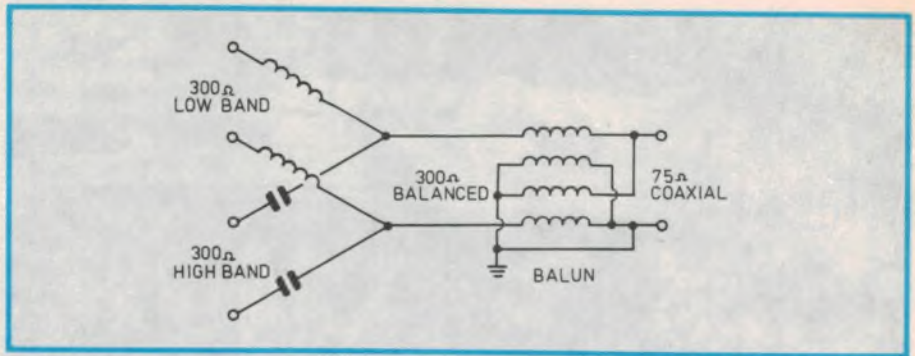 300Ω
LOW BAND
300Ω
BALANCED
75Ω
COAXIAL
300Ω
HIGH BAND
BALUN